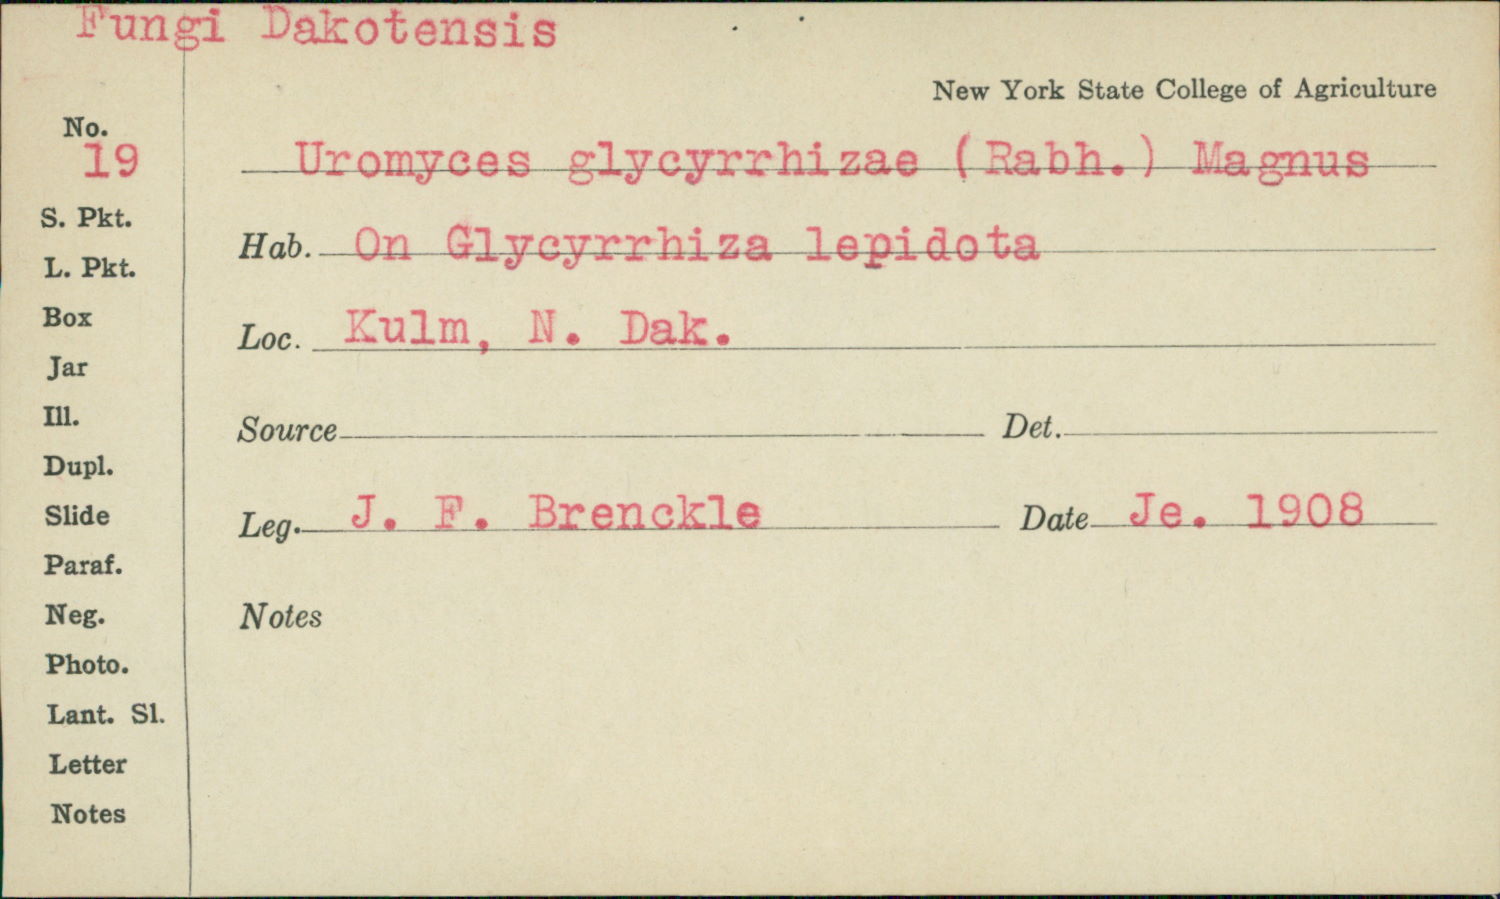 Fungi Dakotensis
New York State College of Agriculture
No.
19
Uromyces glycyrrhizae (Rabh.) Magnus
S. Pkt.
Hab. On Glycyrrhiza lepidota
L. Pkt.
Box
Loc. Kulm, N. Dak.
Jar
Ill.
Source Det.
Dupl.
Slide
Leg. J. F. Brenckle Date Je. 1908
Paraf.
Neg.
Notes
Photo.
Lant. Sl.
Letter
Notes